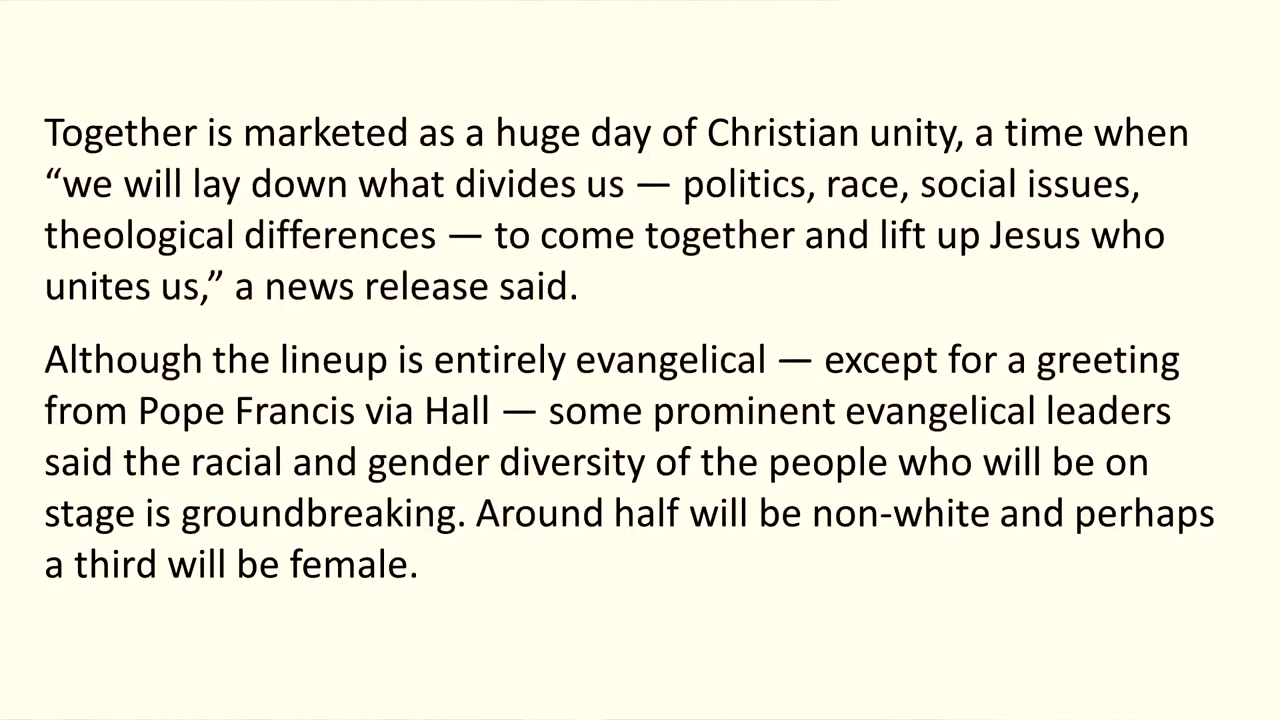 Together is marketed as a huge day of Christian unity, a time when
“we will lay down what divides us — politics, race, social issues,
theological differences — to come together and lift up Jesus who
unites us,” a news release said.
Although the lineup is entirely evangelical — except for a greeting
from Pope Francis via Hall — some prominent evangelical leaders
said the racial and gender diversity of the people who will be on
stage is groundbreaking. Around half will be non-white and perhaps
a third will be female.